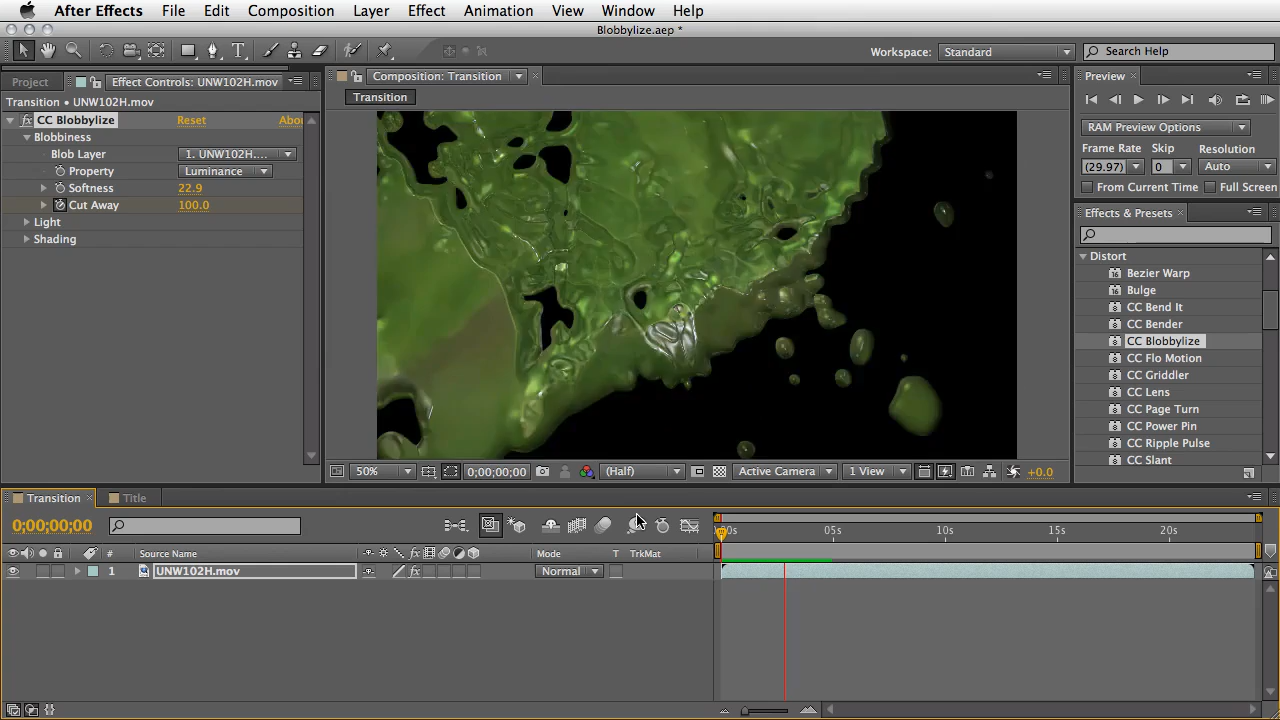 After Effects File Edit Composition Layer Effect Animation View Window Help
Blobbylize.aep *
Workspace: Standard Search Help
Project Effect Controls: UNW102H.mov
Composition: Transition
Preview
Transition • UNW102H.mov
Transition
CC Blobbylize Reset Abou
Blobbiness
Blob Layer 1. UNW102H....
Property Luminance
Softness 22.9
Cut Away 100.0
Light
Shading
RAM Preview Options
Frame Rate Skip Resolution
(29.97) 0 Auto
From Current Time Full Screen
Effects & Presets
Distort
Bezier Warp
Bulge
CC Bend It
CC Bender
CC Blobbylize
CC Flo Motion
CC Griddler
CC Lens
CC Page Turn
CC Power Pin
CC Ripple Pulse
CC Slant
50% 0;00;00;00 (Half) Active Camera 1 View +0.0
Transition Title
0;00;00;00
00s 05s 10s 15s 20s
# Source Name fx Mode T TrkMat
1 UNW102H.mov fx Normal